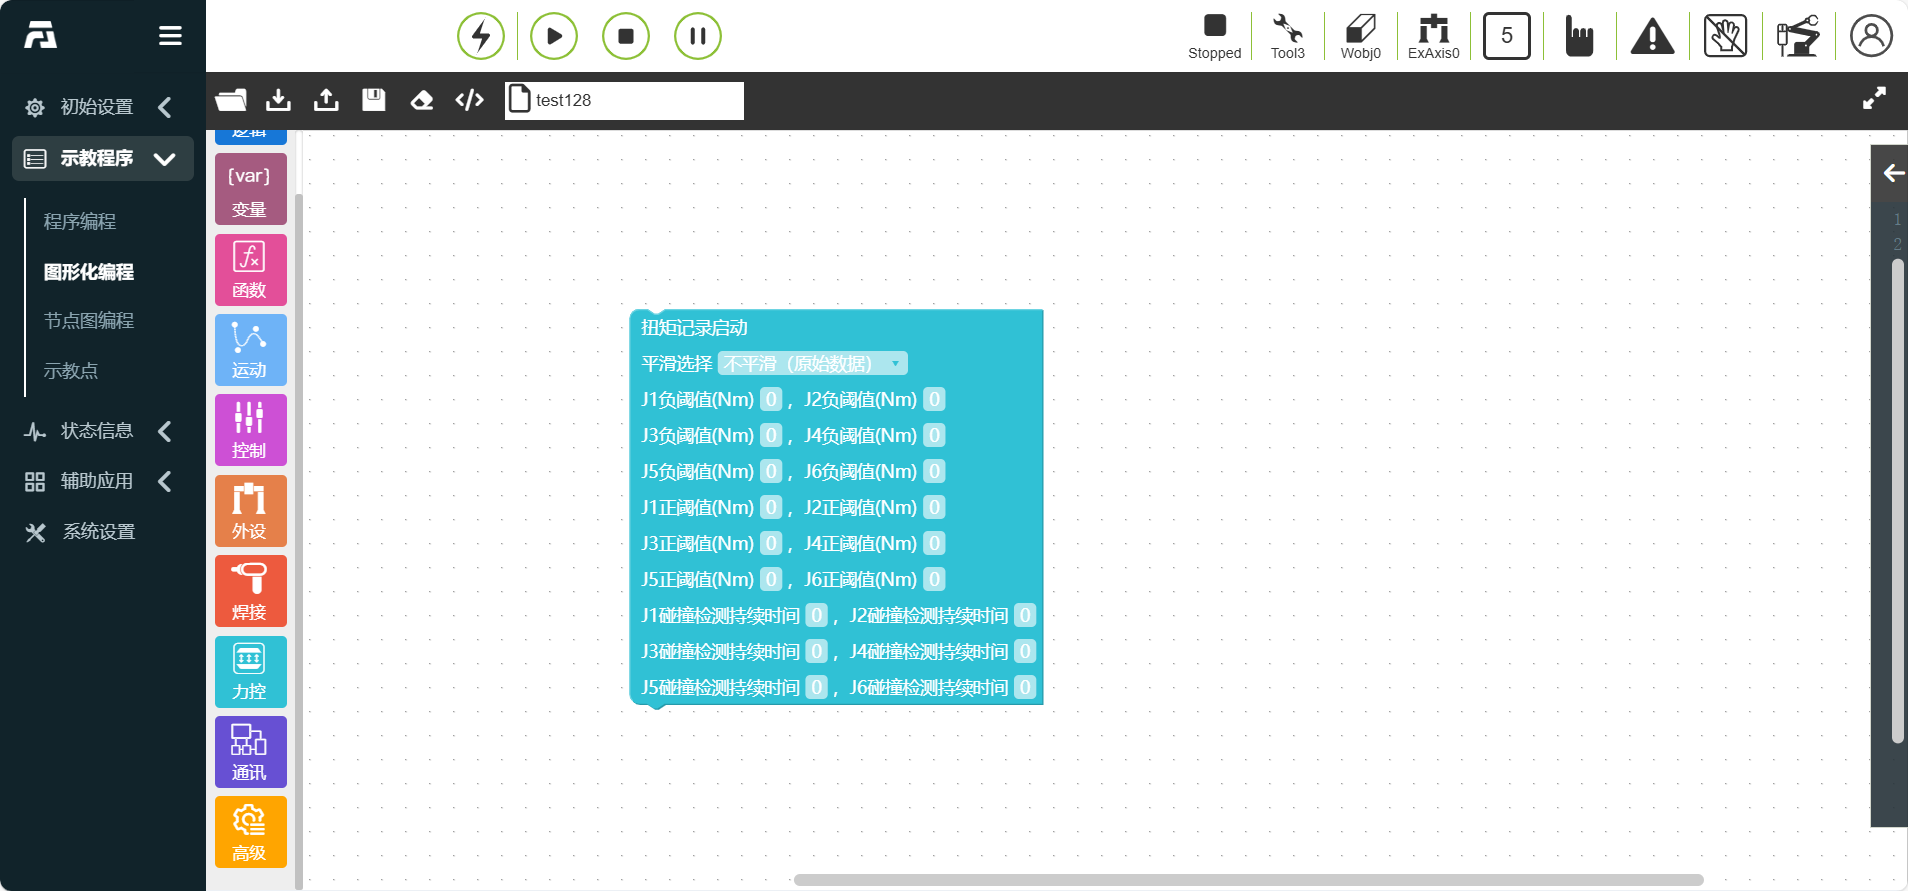 Stopped
Tool3
Wobj0
ExAxis0
5
test128
初始设置
示教程序
程序编程
图形化编程
节点图编程
示教点
状态信息
辅助应用
系统设置
逻辑
{var}
变量
函数
运动
控制
外设
焊接
力控
通讯
高级
扭矩记录启动
平滑选择 不平滑（原始数据）
J1负阈值(Nm) 0 ，J2负阈值(Nm) 0
J3负阈值(Nm) 0 ，J4负阈值(Nm) 0
J5负阈值(Nm) 0 ，J6负阈值(Nm) 0
J1正阈值(Nm) 0 ，J2正阈值(Nm) 0
J3正阈值(Nm) 0 ，J4正阈值(Nm) 0
J5正阈值(Nm) 0 ，J6正阈值(Nm) 0
J1碰撞检测持续时间 0 ，J2碰撞检测持续时间 0
J3碰撞检测持续时间 0 ，J4碰撞检测持续时间 0
J5碰撞检测持续时间 0 ，J6碰撞检测持续时间 0
1
2